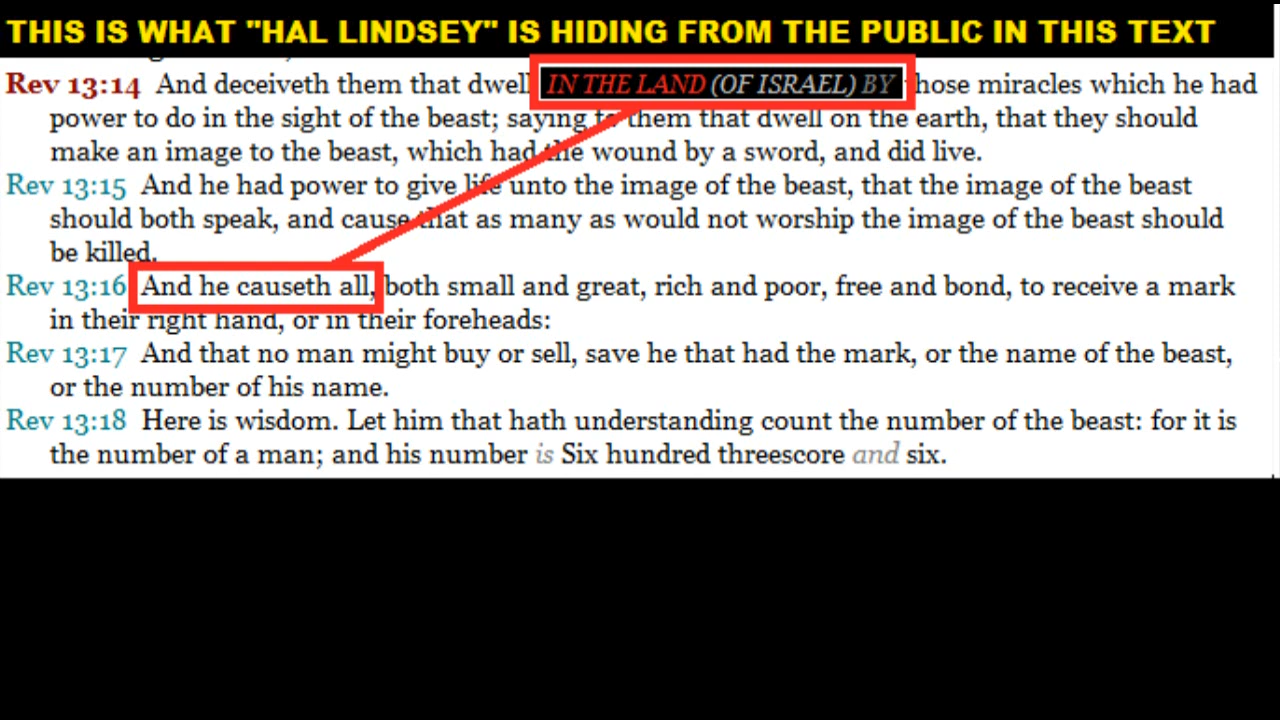 THIS IS WHAT "HAL LINDSEY" IS HIDING FROM THE PUBLIC IN THIS TEXT
Rev 13:14 And deceiveth them that dwell IN THE LAND (OF ISRAEL) BY those miracles which he had
power to do in the sight of the beast; saying to them that dwell on the earth, that they should
make an image to the beast, which had the wound by a sword, and did live.
Rev 13:15 And he had power to give life unto the image of the beast, that the image of the beast
should both speak, and cause that as many as would not worship the image of the beast should
be killed.
Rev 13:16 And he causeth all, both small and great, rich and poor, free and bond, to receive a mark
in their right hand, or in their foreheads:
Rev 13:17 And that no man might buy or sell, save he that had the mark, or the name of the beast,
or the number of his name.
Rev 13:18 Here is wisdom. Let him that hath understanding count the number of the beast: for it is
the number of a man; and his number is Six hundred threescore and six.